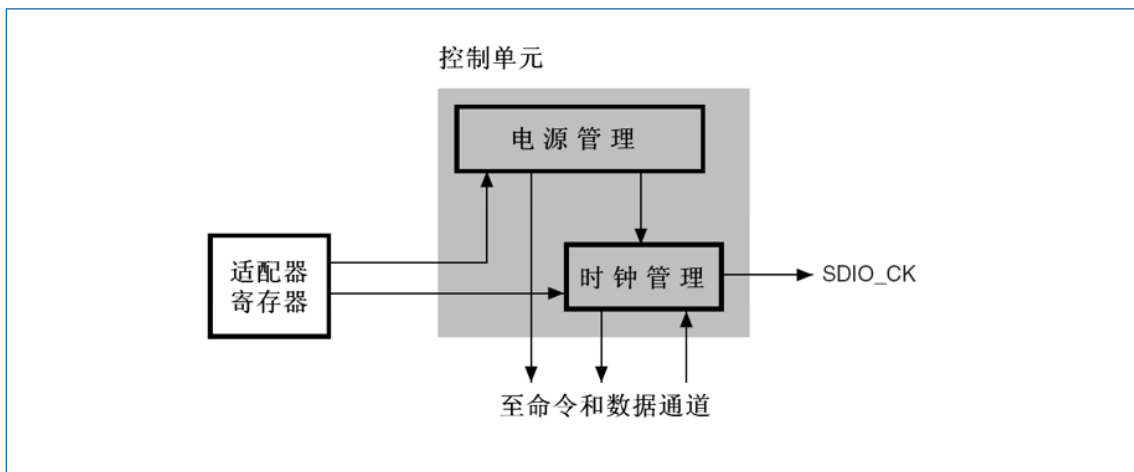 控制单元
电源管理
适配器
寄存器
时钟管理
SDIO_CK
至命令和数据通道